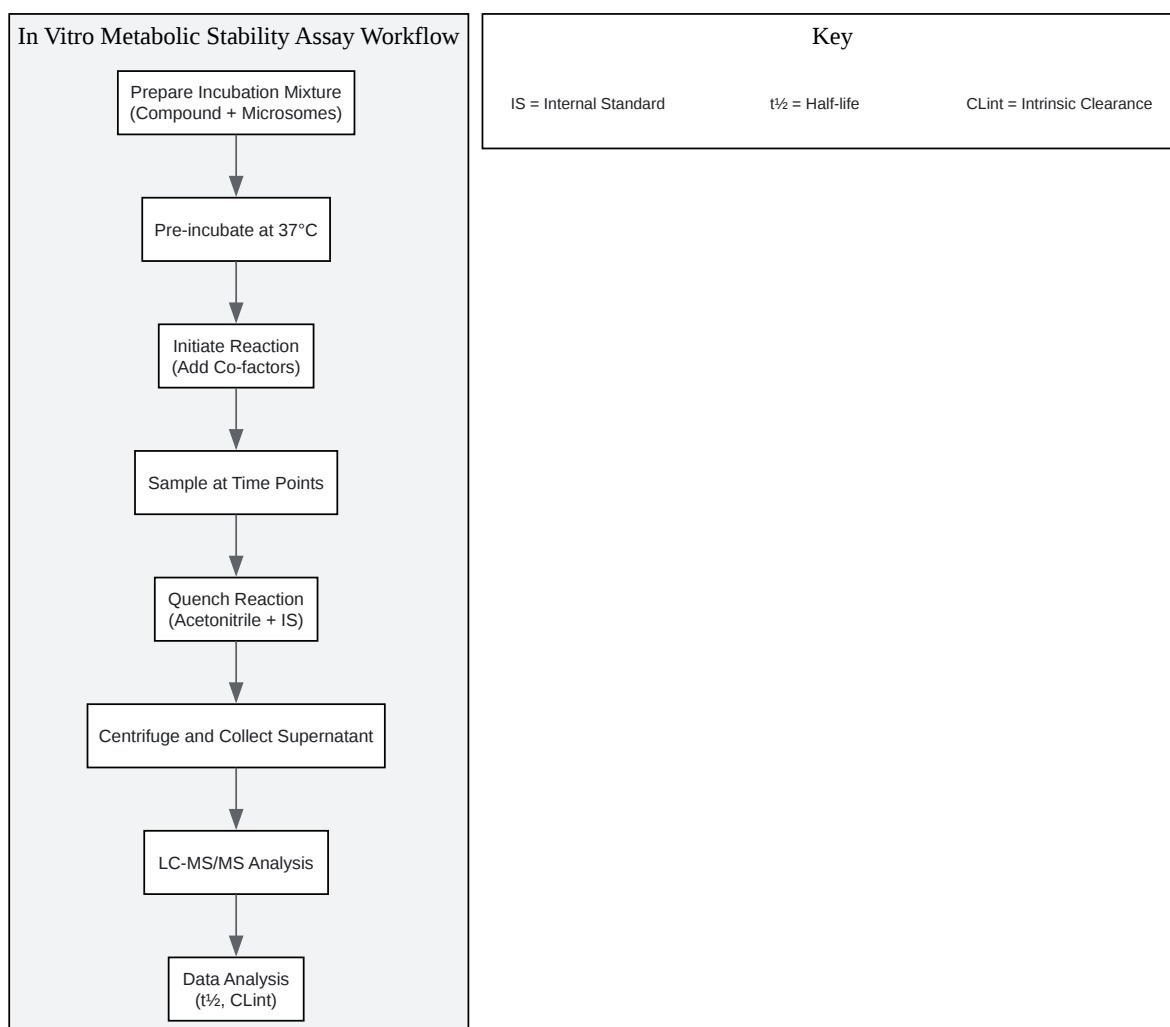 In Vitro Metabolic Stability Assay Workflow
Prepare Incubation Mixture
(Compound + Microsomes)
Pre-incubate at 37°C
Initiate Reaction
(Add Co-factors)
Sample at Time Points
Quench Reaction
(Acetonitrile + IS)
Centrifuge and Collect Supernatant
LC-MS/MS Analysis
Data Analysis
(t½, CLint)
Key
IS = Internal Standard
t½ = Half-life
CLint = Intrinsic Clearance